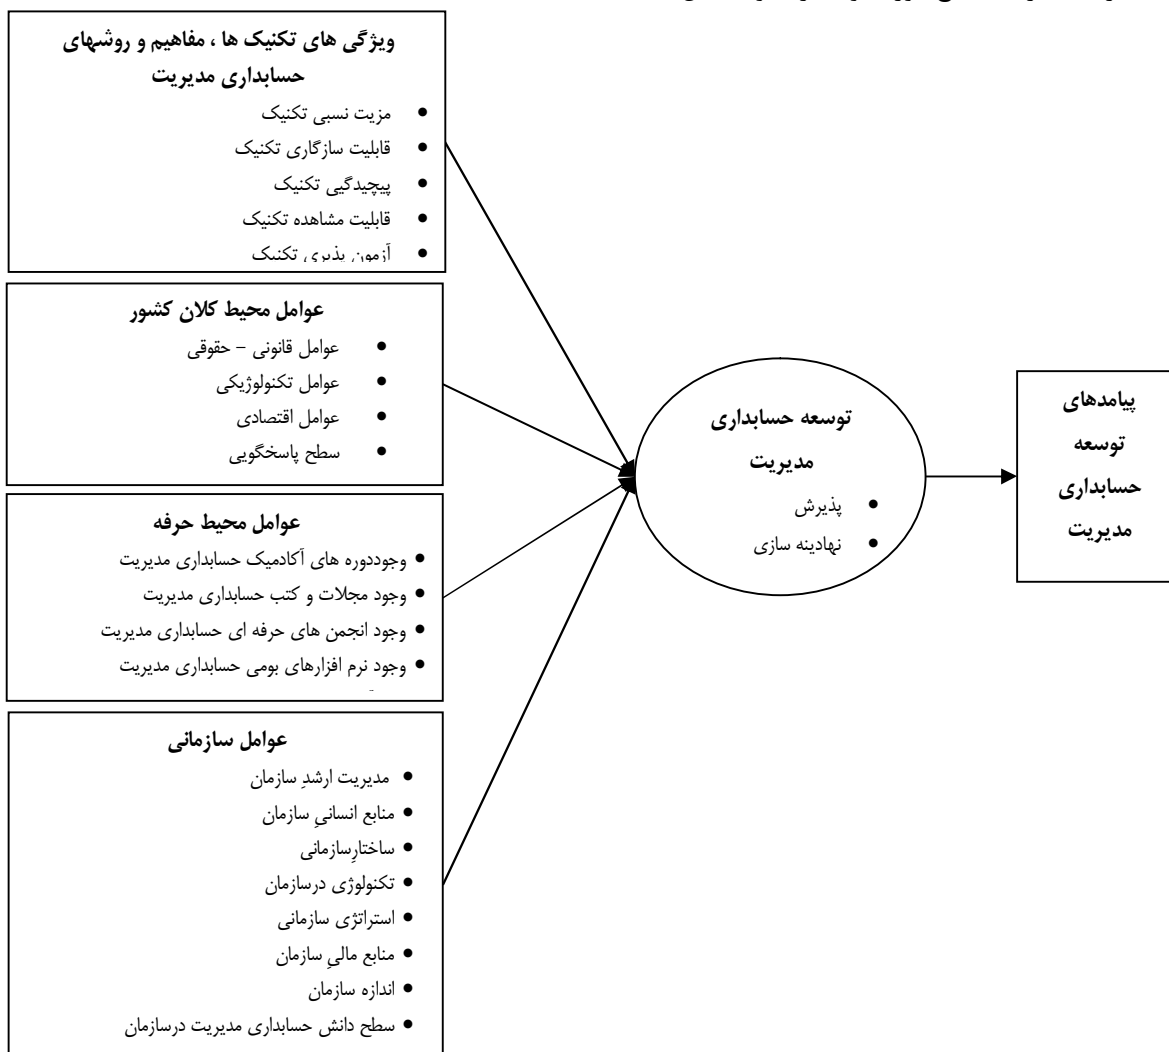 ویژگی های تکنیک ها ، مفاهیم و روشهای
حسابداری مدیریت
• مزیت نسبی تکنیک
• قابلیت سازگاری تکنیک
• پیچیدگیی تکنیک
• قابلیت مشاهده تکنیک
• آزمون پذیری تکنیک
عوامل محیط کلان کشور
• عوامل قانونی – حقوقی
• عوامل تکنولوژیکی
• عوامل اقتصادی
• سطح پاسخگویی
عوامل محیط حرفه
• وجوددوره های آکادمیک حسابداری مدیریت
• وجود مجلات و کتب حسابداری مدیریت
• وجود انجمن های حرفه ای حسابداری مدیریت
• وجود نرم افزارهای بومی حسابداری مدیریت
عوامل سازمانی
• مدیریت ارشدِ سازمان
• منابع انسانیِ سازمان
• ساختارِسازمانی
• تکنولوژی درسازمان
• استراتژی سازمانی
• منابع مالیِ سازمان
• اندازه سازمان
• سطح دانش حسابداری مدیریت درسازمان
توسعه حسابداری
مدیریت
• پذیرش
• نهادینه سازی
پیامدهای
توسعه
حسابداری
مدیریت